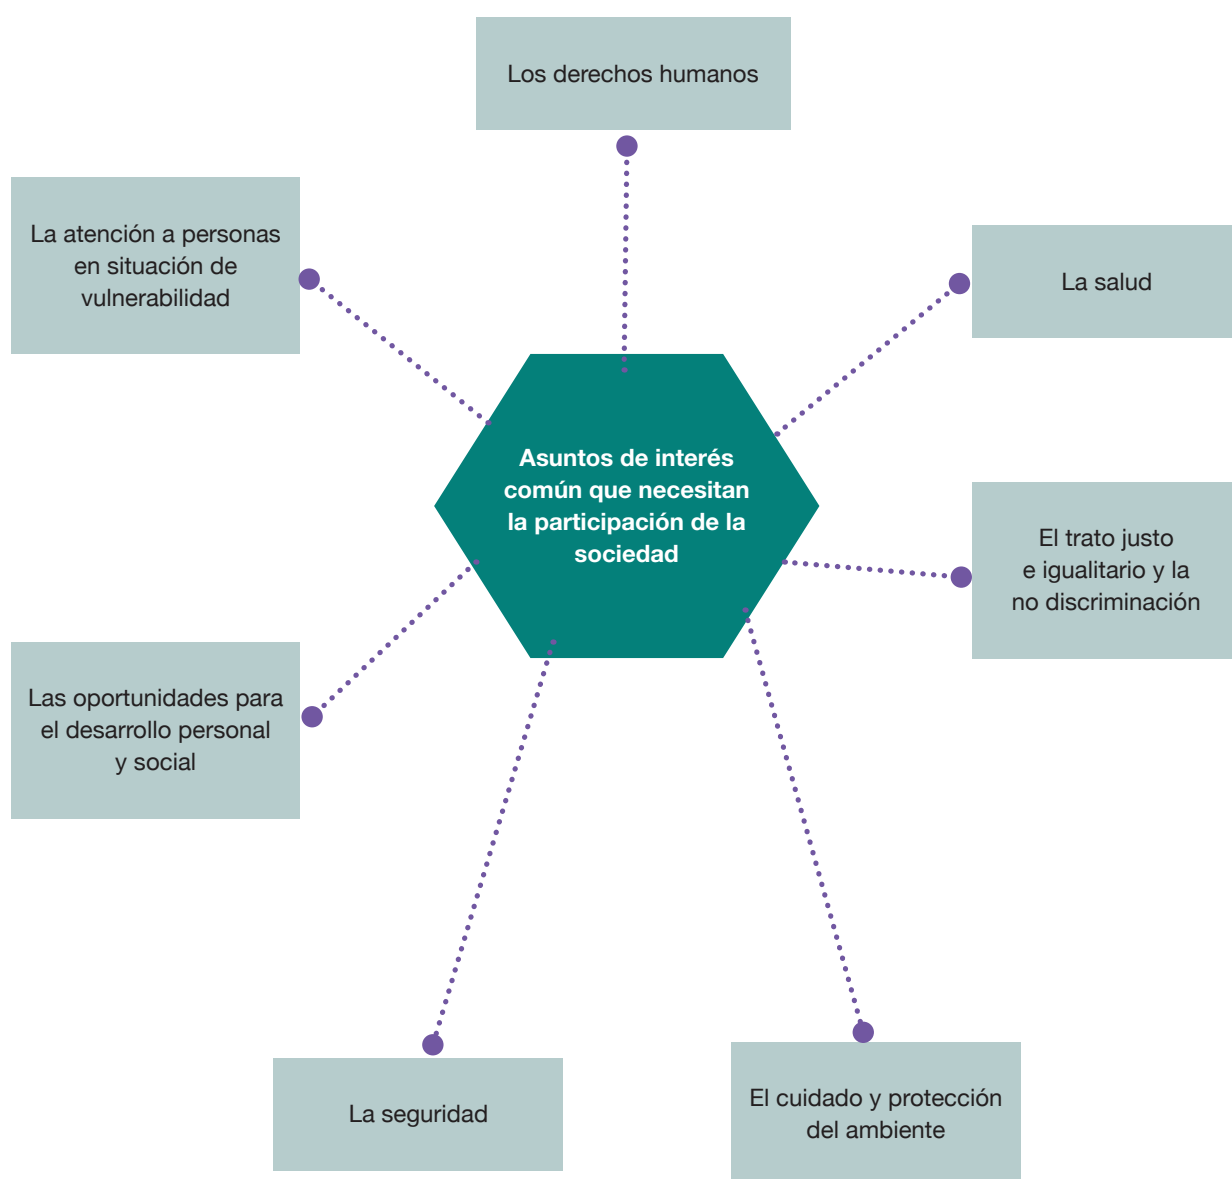 Los derechos humanos
La atención a personas
en situación de
vulnerabilidad
La salud
Asuntos de interés
común que necesitan
la participación de la
sociedad
El trato justo
e igualitario y la
no discriminación
Las oportunidades para
el desarrollo personal
y social
La seguridad
El cuidado y protección
del ambiente